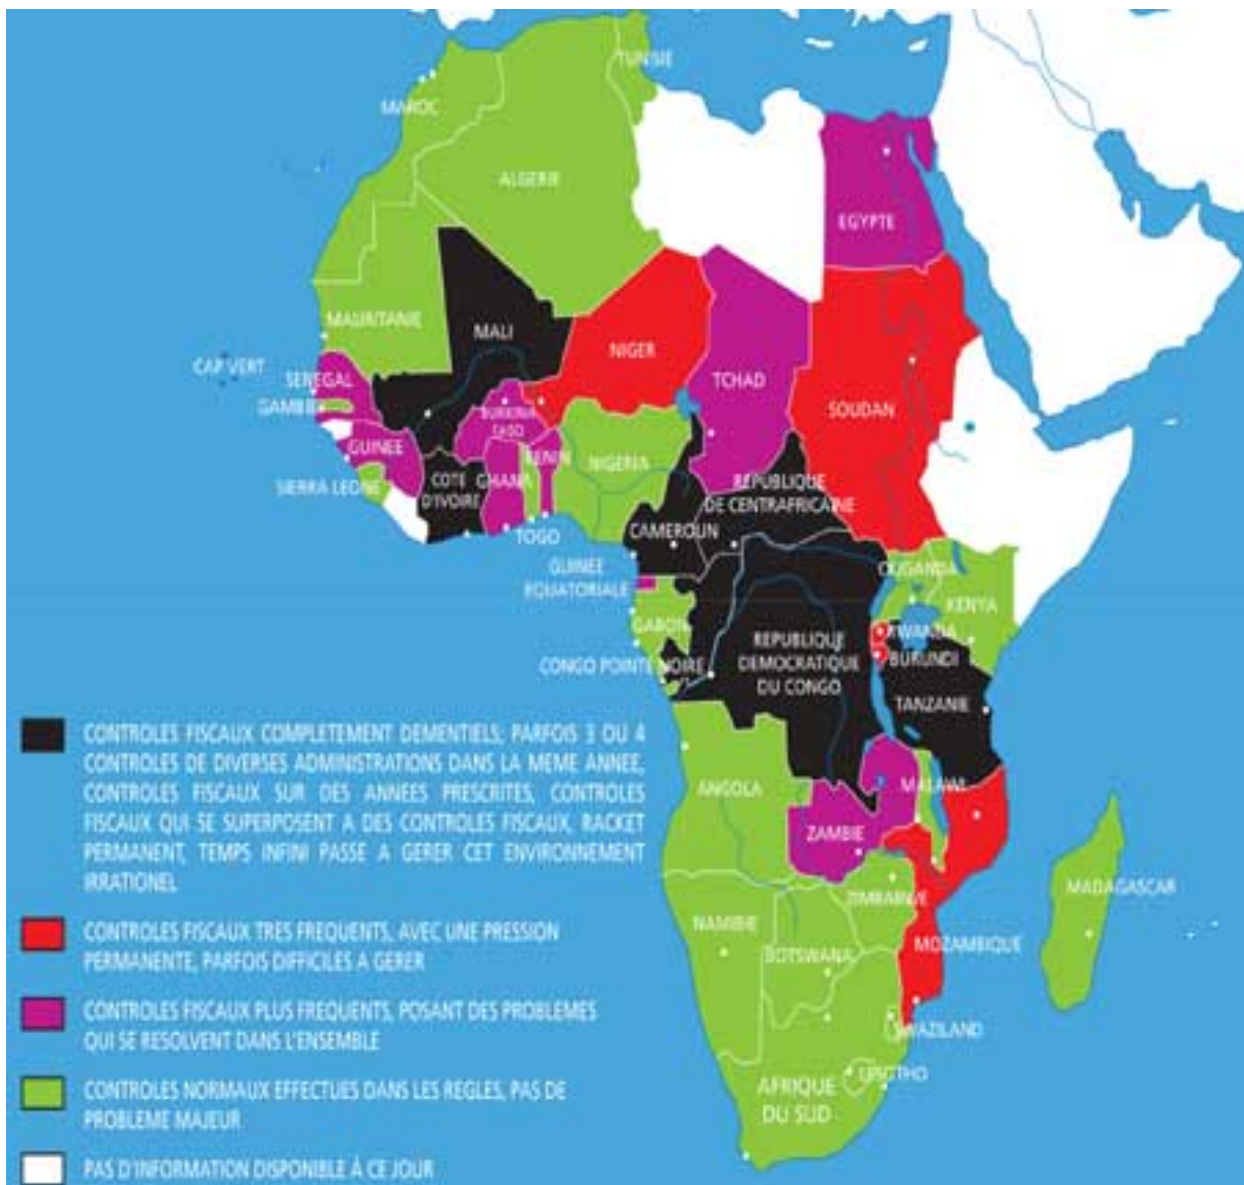 TUNISIE
MAROC
ALGERIE
EGYPTE
MAURITANIE
MALI
NIGER
CAP VERT
SENEGAL
TCHAD
GAMBIE
SOUDAN
BURKINA
FASO
GUINEE
BENIN
NIGERIA
SIERRA LEONE
COTE
D'IVOIRE
GHANA
REPUBLIQUE
DE CENTRAFRICAINE
CAMEROUN
TOGO
GUINEE
EQUATORIALE
OUGANDA
KENYA
GABON
RWANDA
CONGO POINTE NOIRE
REPUBLIQUE
DEMOCRATIQUE
DU CONGO
BURUNDI
TANZANIE
ANGOLA
MALAWI
ZAMBIE
MADAGASCAR
ZIMBABWE
NAMIBIE
BOTSWANA
MOZAMBIQUE
SWAZILAND
LESOTHO
AFRIQUE
DU SUD
CONTROLES FISCAUX COMPLETEMENT DEMENTIELS, PARFOIS 3 OU 4
CONTROLES DE DIVERSES ADMINISTRATIONS DANS LA MEME ANNEE,
CONTROLES FISCAUX SUR DES ANNEES PRESCRITES, CONTROLES
FISCAUX QUI SE SUPERPOSENT A DES CONTROLES FISCAUX, RACKET
PERMANENT, TEMPS INFINI PASSE A GERER CET ENVIRONNEMENT
IRRATIONEL
CONTROLES FISCAUX TRES FREQUENTS, AVEC UNE PRESSION
PERMANENTE, PARFOIS DIFFICILES A GERER
CONTROLES FISCAUX PLUS FREQUENTS, POSANT DES PROBLEMES
QUI SE RESOLVENT DANS L'ENSEMBLE
CONTROLES NORMAUX EFFECTUES DANS LES REGLES, PAS DE
PROBLEME MAJEUR
PAS D'INFORMATION DISPONIBLE À CE JOUR